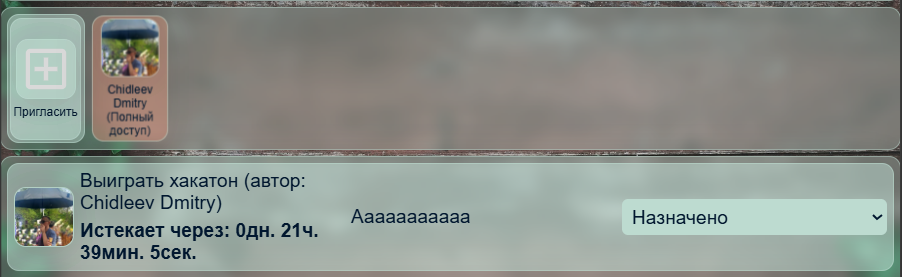 Пригласить
Chidleev
Dmitry
(Полный
доступ)
Выиграть хакатон (автор:
Chidleev Dmitry)
Истекает через: 0дн. 21ч.
39мин. 5сек.
Ааааааааааа
Назначено